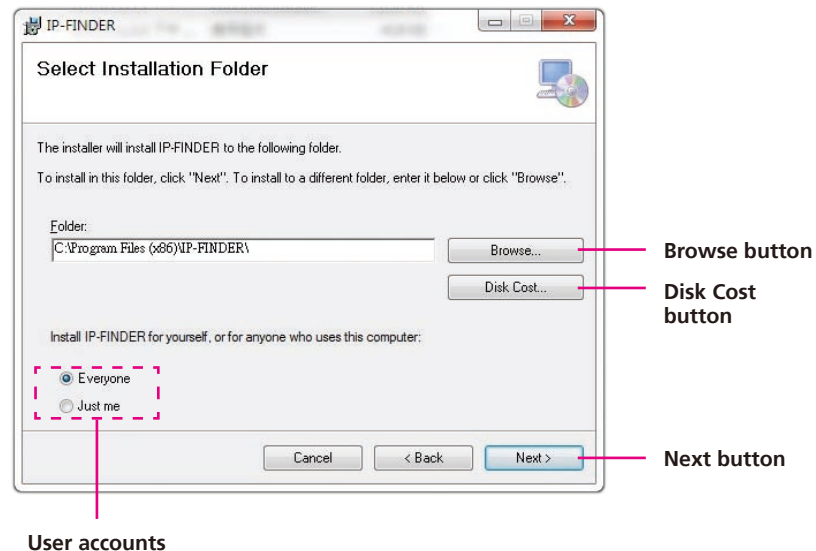 IP-FINDER
Select Installation Folder
The installer will install IP-FINDER to the following folder.
To install in this folder, click "Next". To install to a different folder, enter it below or click "Browse".
Folder:
C:\Program Files (x86)\IP-FINDER\
Browse...
Browse button
Disk Cost...
Disk Cost
button
Install IP-FINDER for yourself, or for anyone who uses this computer:
Everyone
Just me
Cancel
< Back
Next >
Next button
User accounts